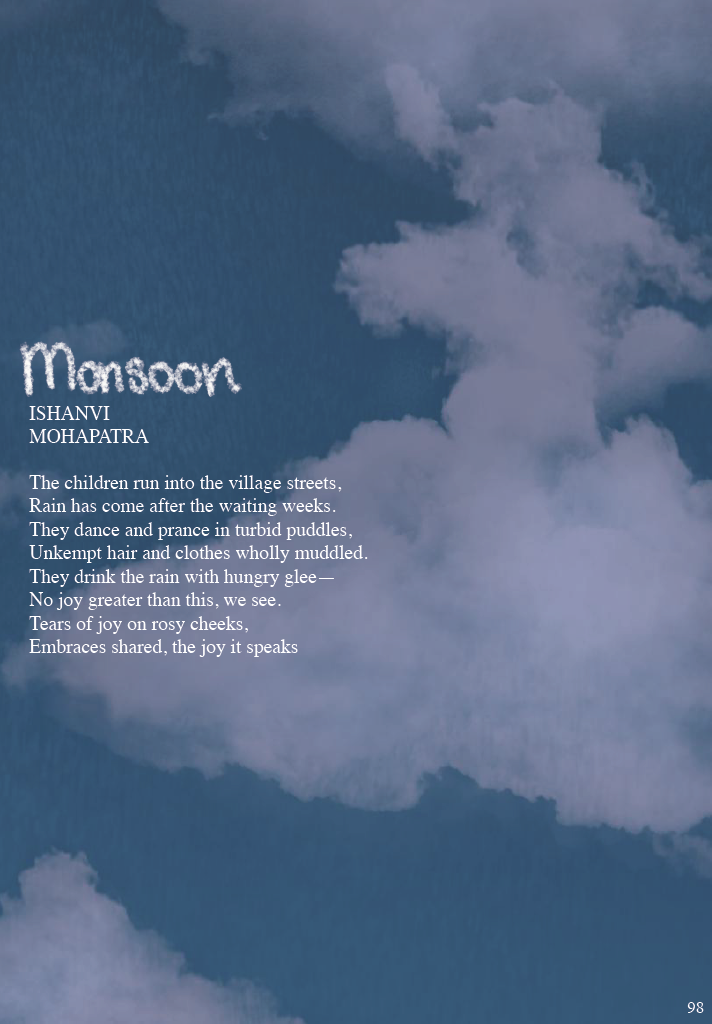 Monsoon
ISHANVI
MOHAPATRA
The children run into the village streets,
Rain has come after the waiting weeks.
They dance and prance in turbid puddles,
Unkempt hair and clothes wholly muddled.
They drink the rain with hungry glee—
No joy greater than this, we see.
Tears of joy on rosy cheeks,
Embraces shared, the joy it speaks
98